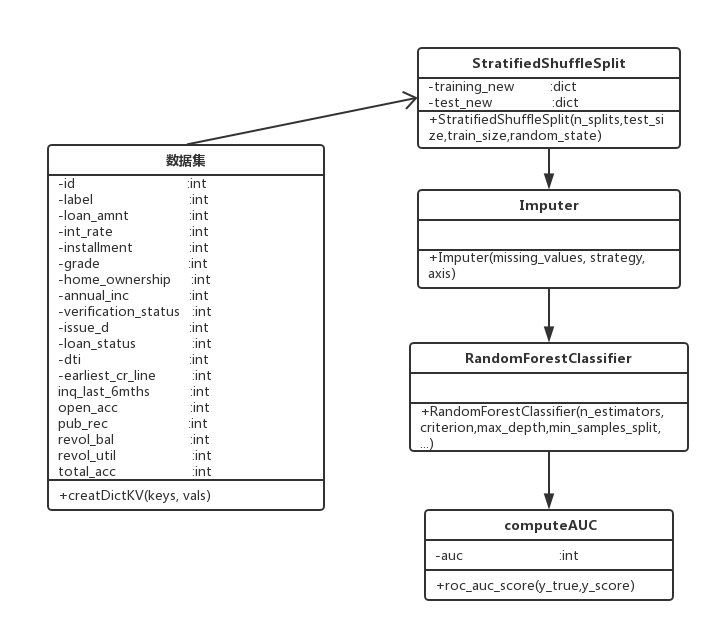 StratifiedShuffleSplit
-training_new :dict
-test_new :dict
+StratifiedShuffleSplit(n_splits,test_si
ze,train_size,random_state)
数据集
-id :int
-label :int
-loan_amnt :int
-int_rate :int
-installment :int
-grade :int
-home_ownership :int
-annual_inc :int
-verification_status :int
-issue_d :int
-loan_status :int
-dti :int
-earliest_cr_line :int
inq_last_6mths :int
open_acc :int
pub_rec :int
revol_bal :int
revol_util :int
total_acc :int
+creatDictKV(keys, vals)
Imputer
+Imputer(missing_values, strategy,
axis)
RandomForestClassifier
+RandomForestClassifier(n_estimators,
criterion,max_depth,min_samples_split,
...)
computeAUC
-auc :int
+roc_auc_score(y_true,y_score)